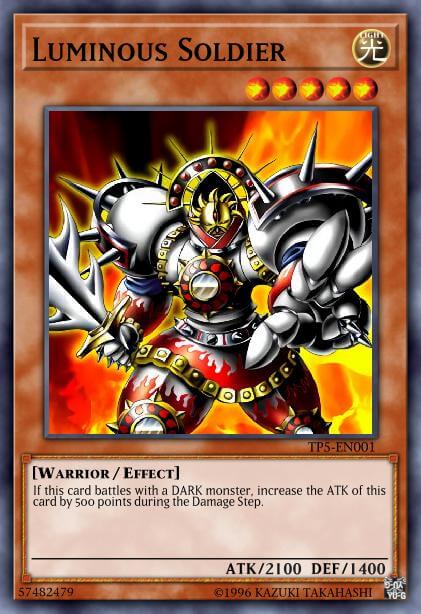 Luminous Soldier
LIGHT
光
TP5-EN001
[Warrior / Effect]
If this card battles with a DARK monster, increase the ATK of this
card by 500 points during the Damage Step.
ATK/2100 DEF/1400
57482479
©1996 KAZUKI TAKAHASHI